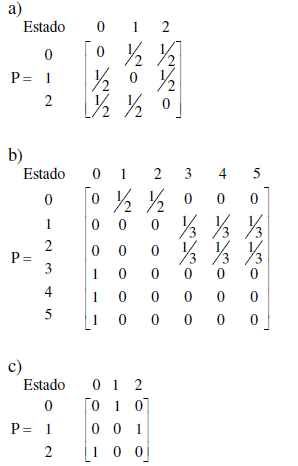 a)
Estado 0 1 2
0 0 1/2 1/2
P = 1 1/2 0 1/2
2 1/2 1/2 0
b)
Estado 0 1 2 3 4 5
0 0 1/2 1/2 0 0 0
1 0 0 0 1/3 1/3 1/3
P = 2 0 0 0 1/3 1/3 1/3
3 1 0 0 0 0 0
4 1 0 0 0 0 0
5 1 0 0 0 0 0
c)
Estado 0 1 2
0 0 1 0
P = 1 0 0 1
2 1 0 0